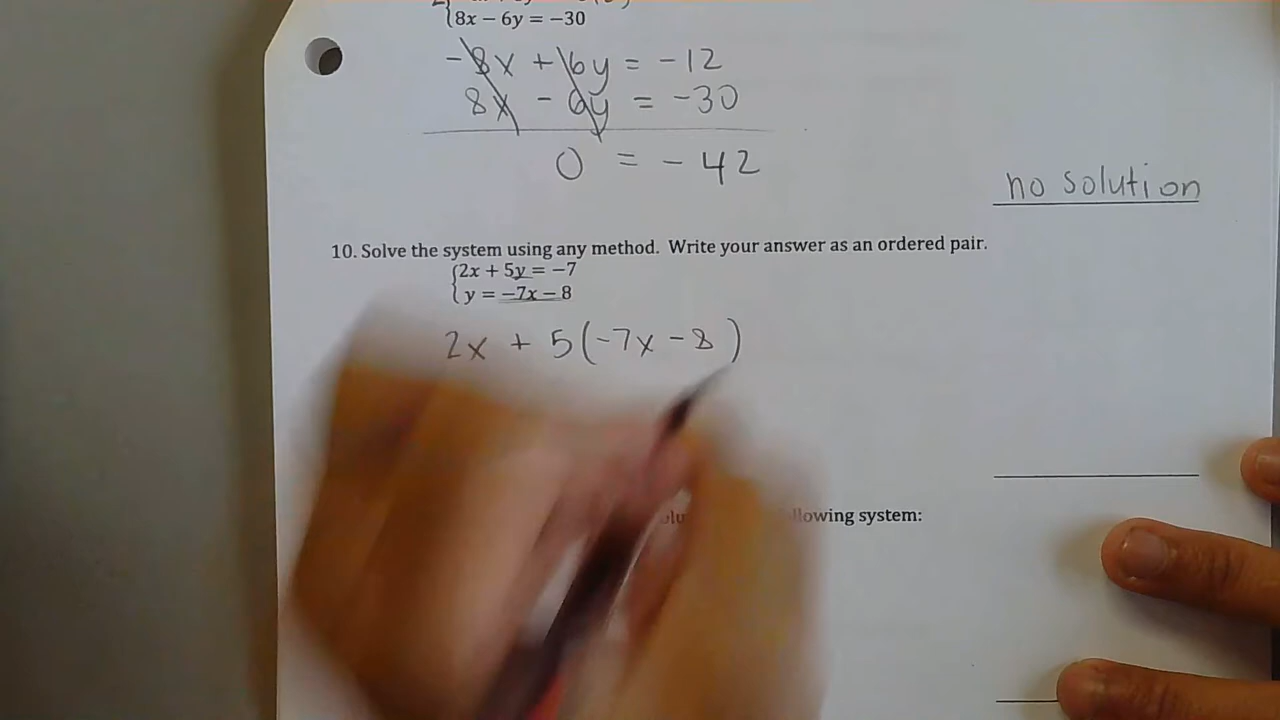 8x − 6y = −30
-8x + 6y = -12
8x - 6y = -30
0 = - 42
no solution
10. Solve the system using any method. Write your answer as an ordered pair.
2x + 5y = −7
y = −7x − 8
2x + 5(-7x - 8)
following system: